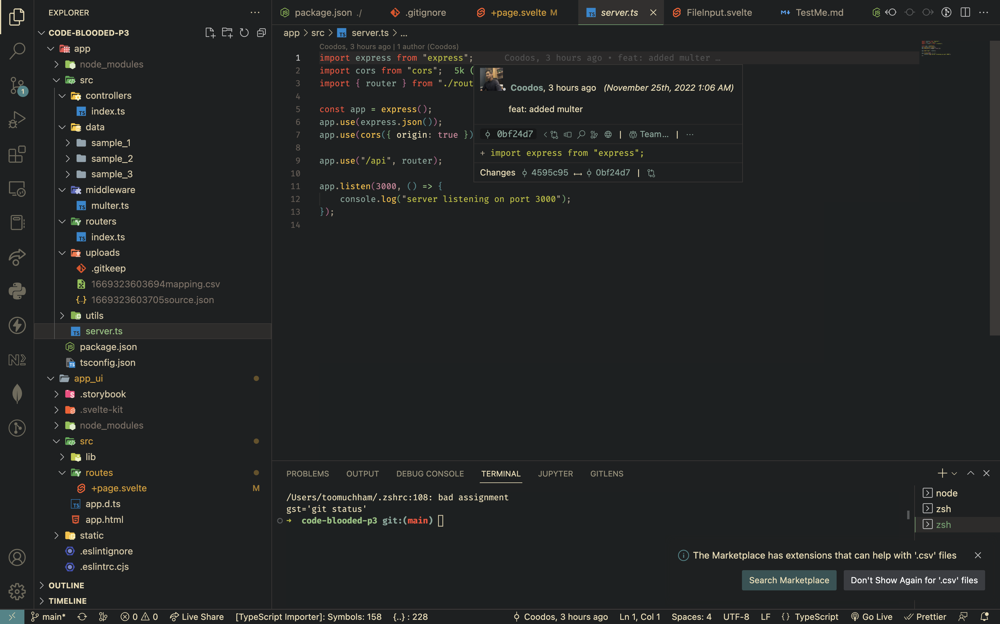 EXPLORER
CODE-BLOODED-P3
app
node_modules
src
controllers
TS index.ts
data
sample_1
sample_2
sample_3
middleware
TS multer.ts
routers
TS index.ts
uploads
.gitkeep
1669323603694mapping.csv
{..} 1669323603705source.json
utils
TS server.ts
JS package.json
TS tsconfig.json
app_ui
.storybook
.svelte-kit
node_modules
src
lib
routes
+page.svelte M
TS app.d.ts
app.html
static
.eslintignore
.eslintrc.cjs
OUTLINE
TIMELINE
1
package.json ./
.gitignore
+page.svelte M
TS server.ts
FileInput.svelte
TestMe.md
app > src > TS server.ts > ...
Coodos, 3 hours ago | 1 author (Coodos)
1 import express from "express"; Coodos, 3 hours ago • feat: added multer …
2 import cors from "cors"; 5k (
3 import { router } from "./rout
4
5 const app = express();
6 app.use(express.json());
7 app.use(cors({ origin: true })
8
9 app.use("/api", router);
10
11 app.listen(3000, () => {
12 console.log("server listening on port 3000");
13 });
14
Coodos, 3 hours ago (November 25th, 2022 1:06 AM)
feat: added multer
0bf24d7 | Team... | ...
+ import express from "express";
Changes 4595c95 ↔ 0bf24d7 |
PROBLEMS OUTPUT DEBUG CONSOLE TERMINAL JUPYTER GITLENS
/Users/toomuchham/.zshrc:108: bad assignment
gst='git status'
➜ code-blooded-p3 git:(main)
node
zsh
zsh
The Marketplace has extensions that can help with '.csv' files
Search Marketplace
Don't Show Again for '.csv' files
main* 0 0 Live Share [TypeScript Importer]: Symbols: 158 {..} : 228 Coodos, 3 hours ago Ln 1, Col 1 Spaces: 4 UTF-8 LF {} TypeScript Go Live Prettier